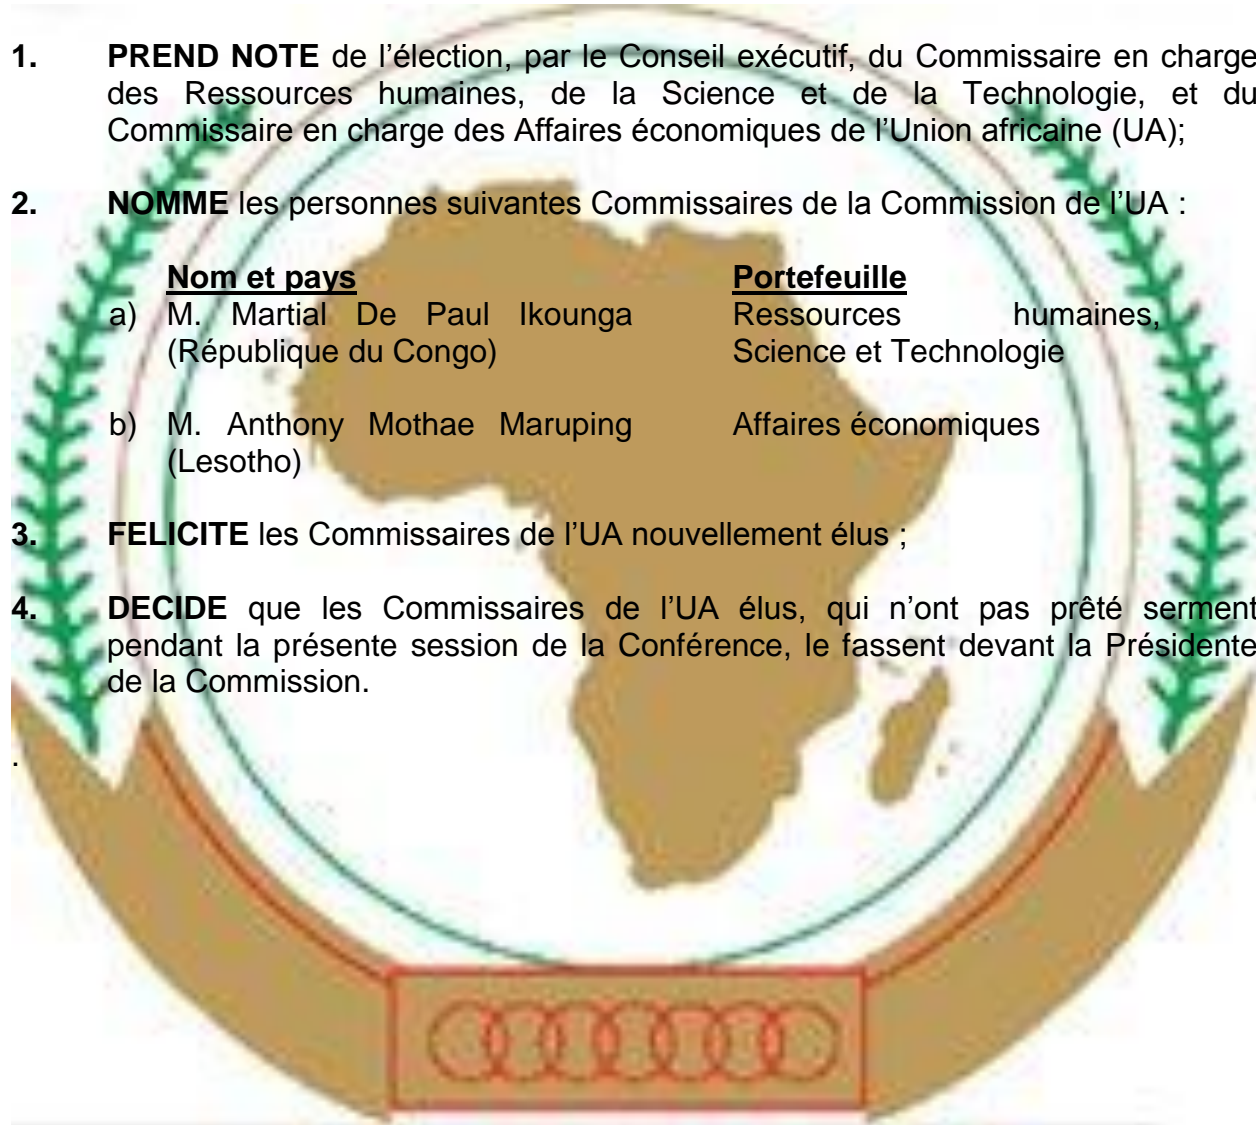 1. PREND NOTE de l’élection, par le Conseil exécutif, du Commissaire en charge
des Ressources humaines, de la Science et de la Technologie, et du
Commissaire en charge des Affaires économiques de l’Union africaine (UA);
2. NOMME les personnes suivantes Commissaires de la Commission de l’UA :
Nom et pays Portefeuille
a) M. Martial De Paul Ikounga Ressources humaines,
(République du Congo) Science et Technologie
b) M. Anthony Mothae Maruping Affaires économiques
(Lesotho)
3. FELICITE les Commissaires de l’UA nouvellement élus ;
4. DECIDE que les Commissaires de l’UA élus, qui n’ont pas prêté serment
pendant la présente session de la Conférence, le fassent devant la Présidente
de la Commission.
.